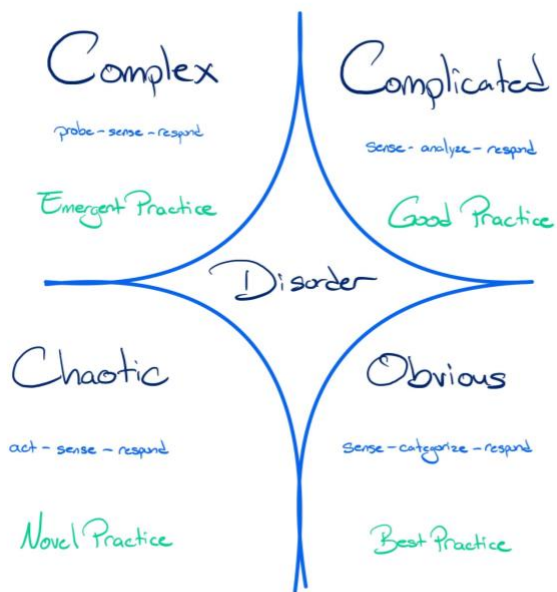 Complex
probe-sense-respond
Emergent Practice
Complicated
sense-analyze-respond
Good Practice
Disorder
Chaotic
act-sense-respond
Novel Practice
Obvious
sense-categorize-respond
Best Practice